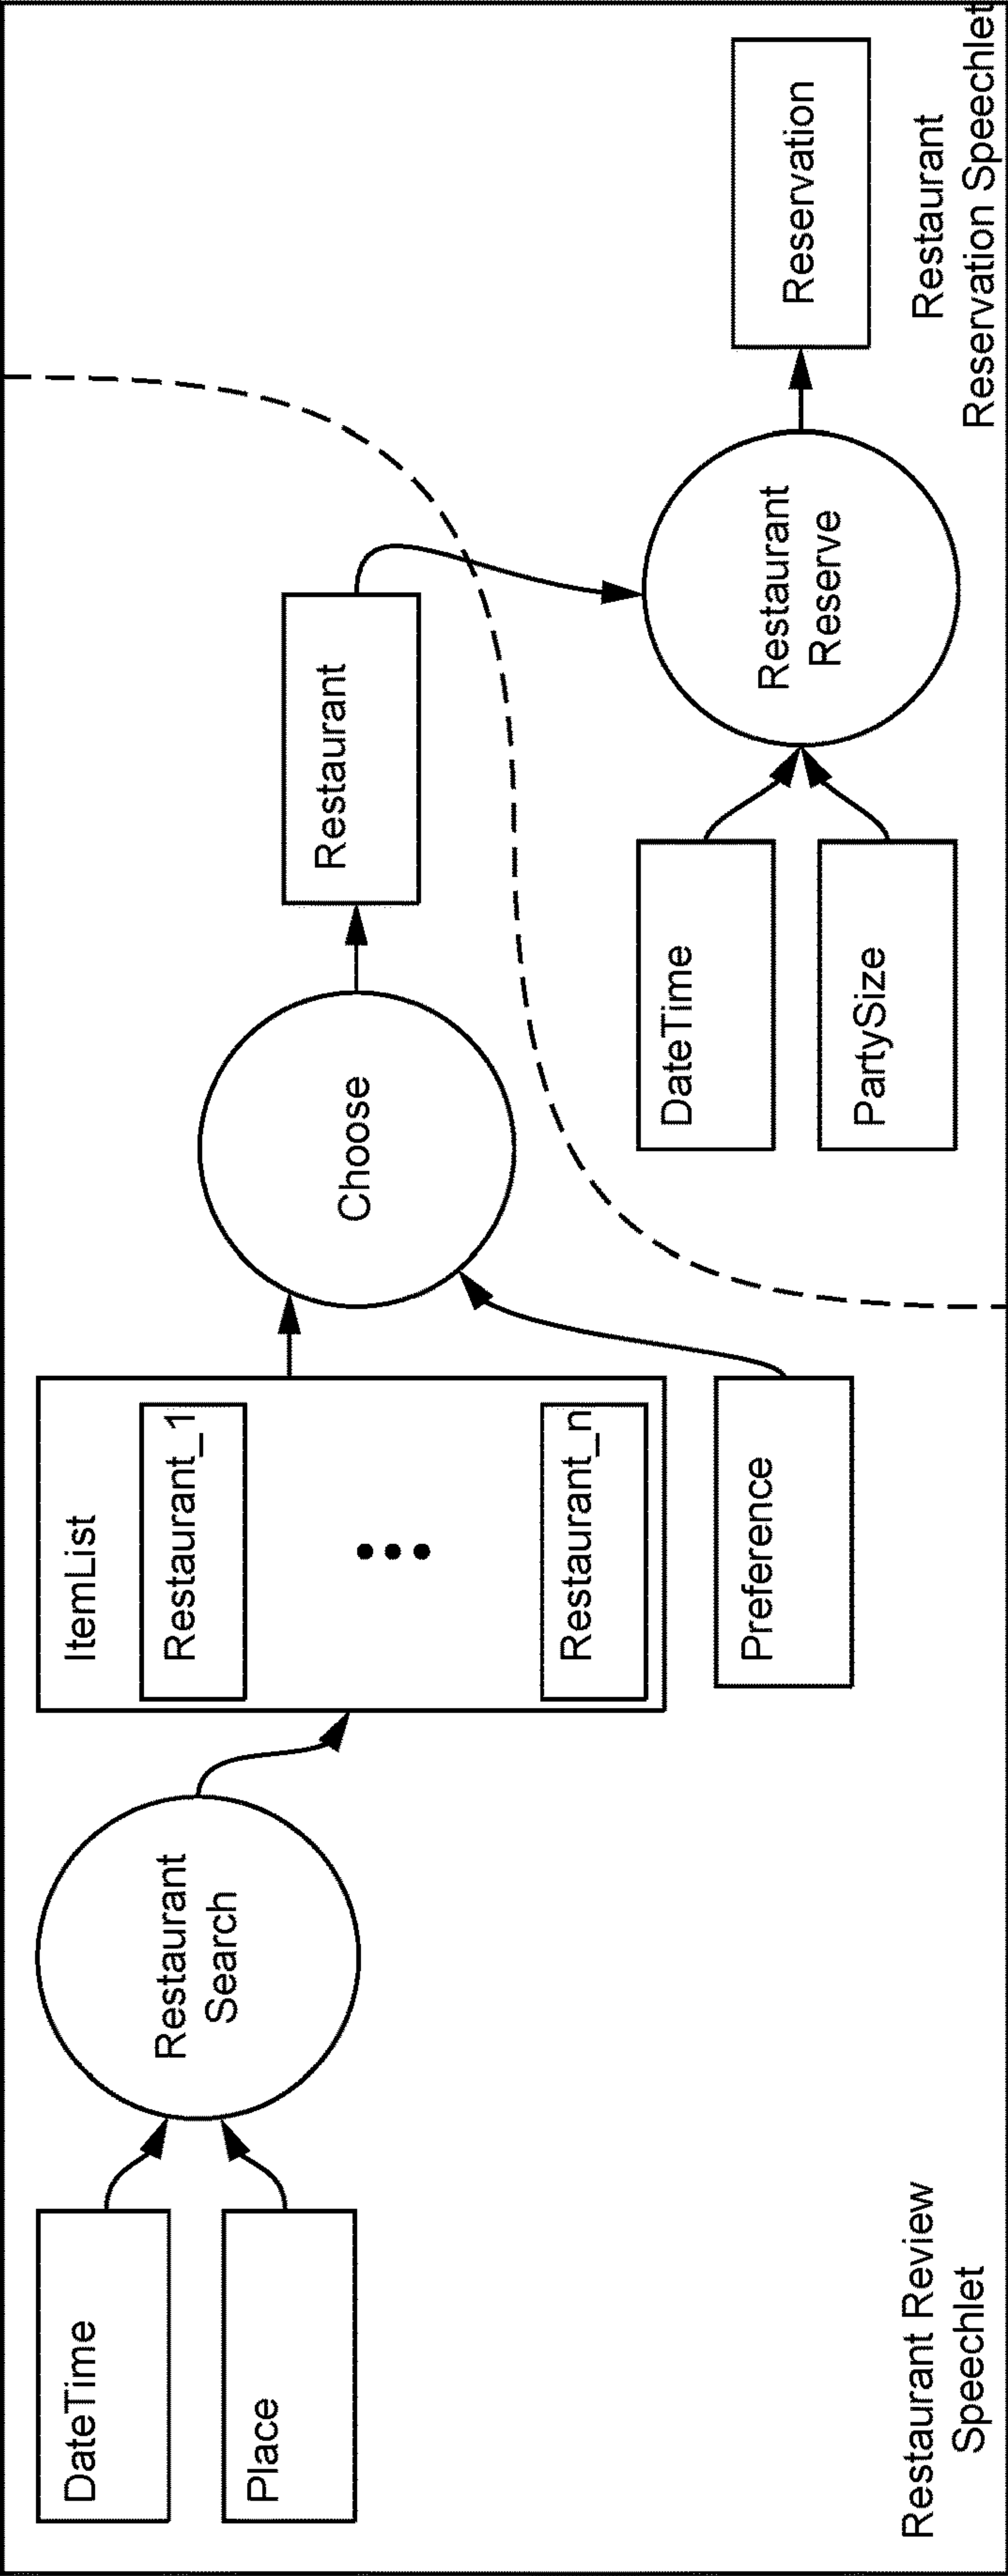 DateTime
Place
Restaurant
Search
ItemList
Restaurant_1
Restaurant_n
Preference
Choose
Restaurant
DateTime
PartySize
Restaurant
Reserve
Reservation
Restaurant Review
Speechlet
Restaurant
Reservation Speechlet